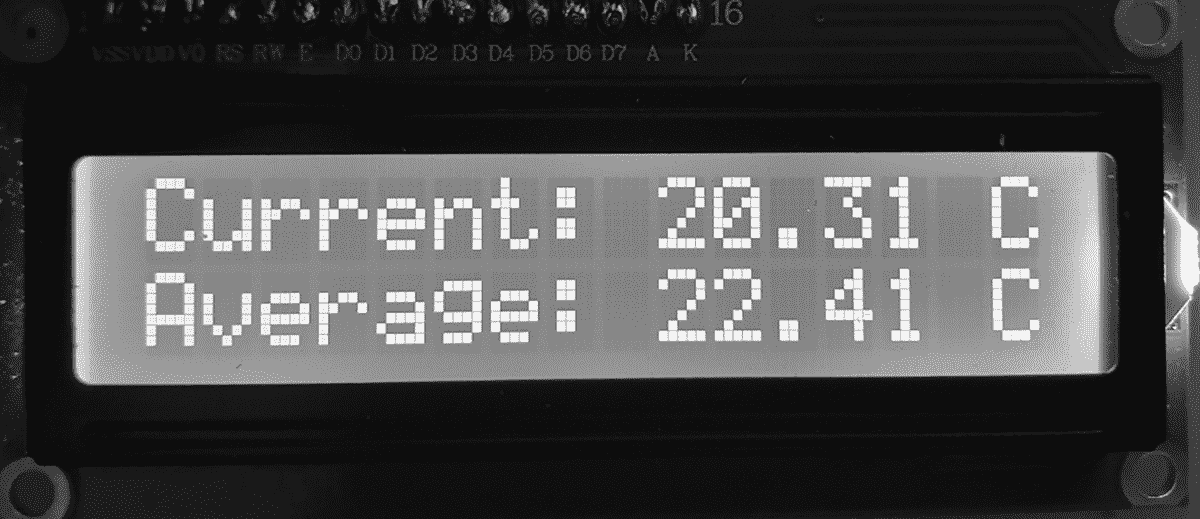 16
VSS VDD V0 RS RW E D0 D1 D2 D3 D4 D5 D6 D7 A K
Current: 20.31 C
Average: 22.41 C